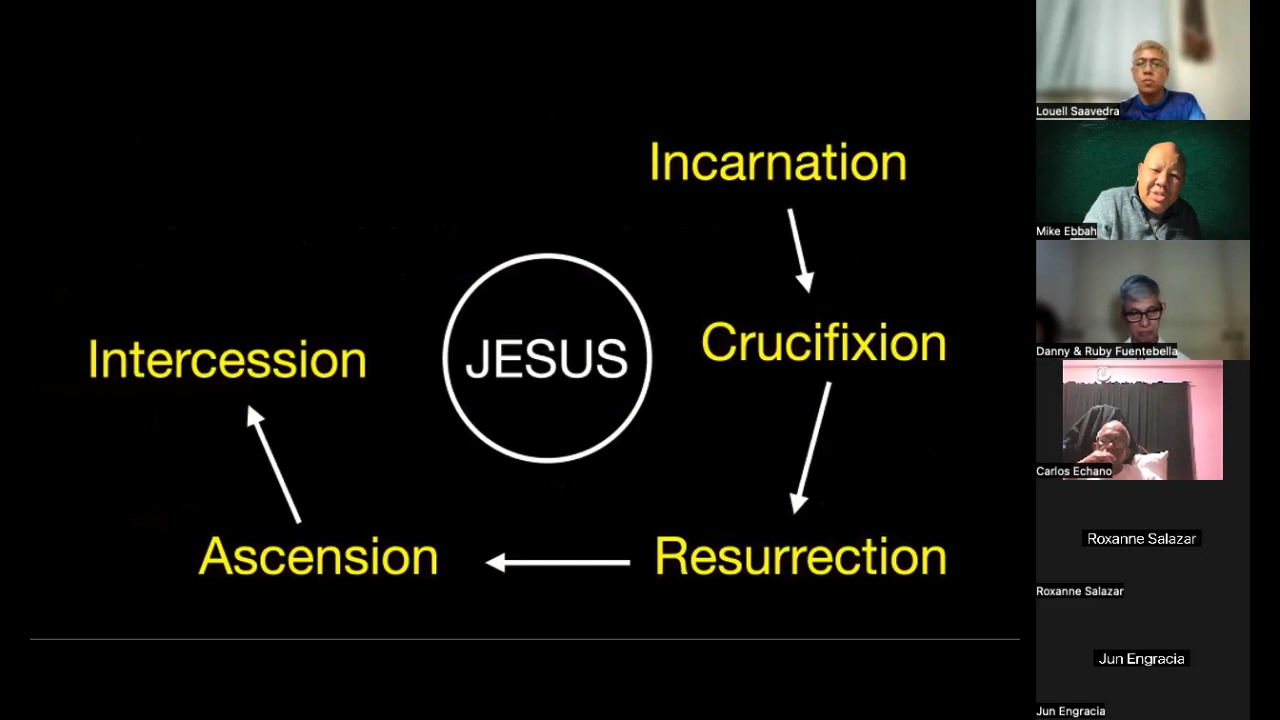 Incarnation
Crucifixion
JESUS
Intercession
Ascension
Resurrection
Louell Saavedra
Mike Ebbah
Danny & Ruby Fuentebella
Carlos Echano
Roxanne Salazar
Roxanne Salazar
Jun Engracia
Jun Engracia